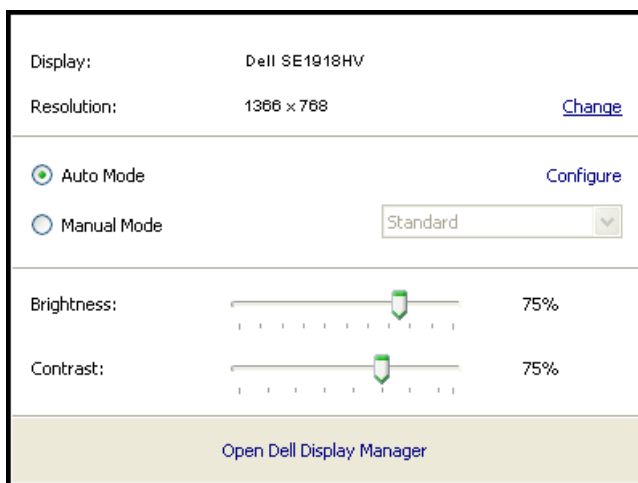 Display: Dell SE1918HV
Resolution: 1366 x 768 Change
Auto Mode Configure
Manual Mode Standard
Brightness: 75%
Contrast: 75%
Open Dell Display Manager